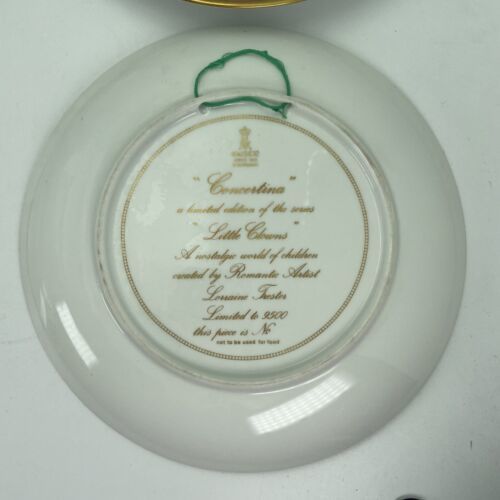 "Concertina"
a limited edition of the series
"Little Clowns"
A nostalgic world of children
created by Romantic Artist
Lorraine Trester
Limited to 9500
this piece is No
not to be used for food